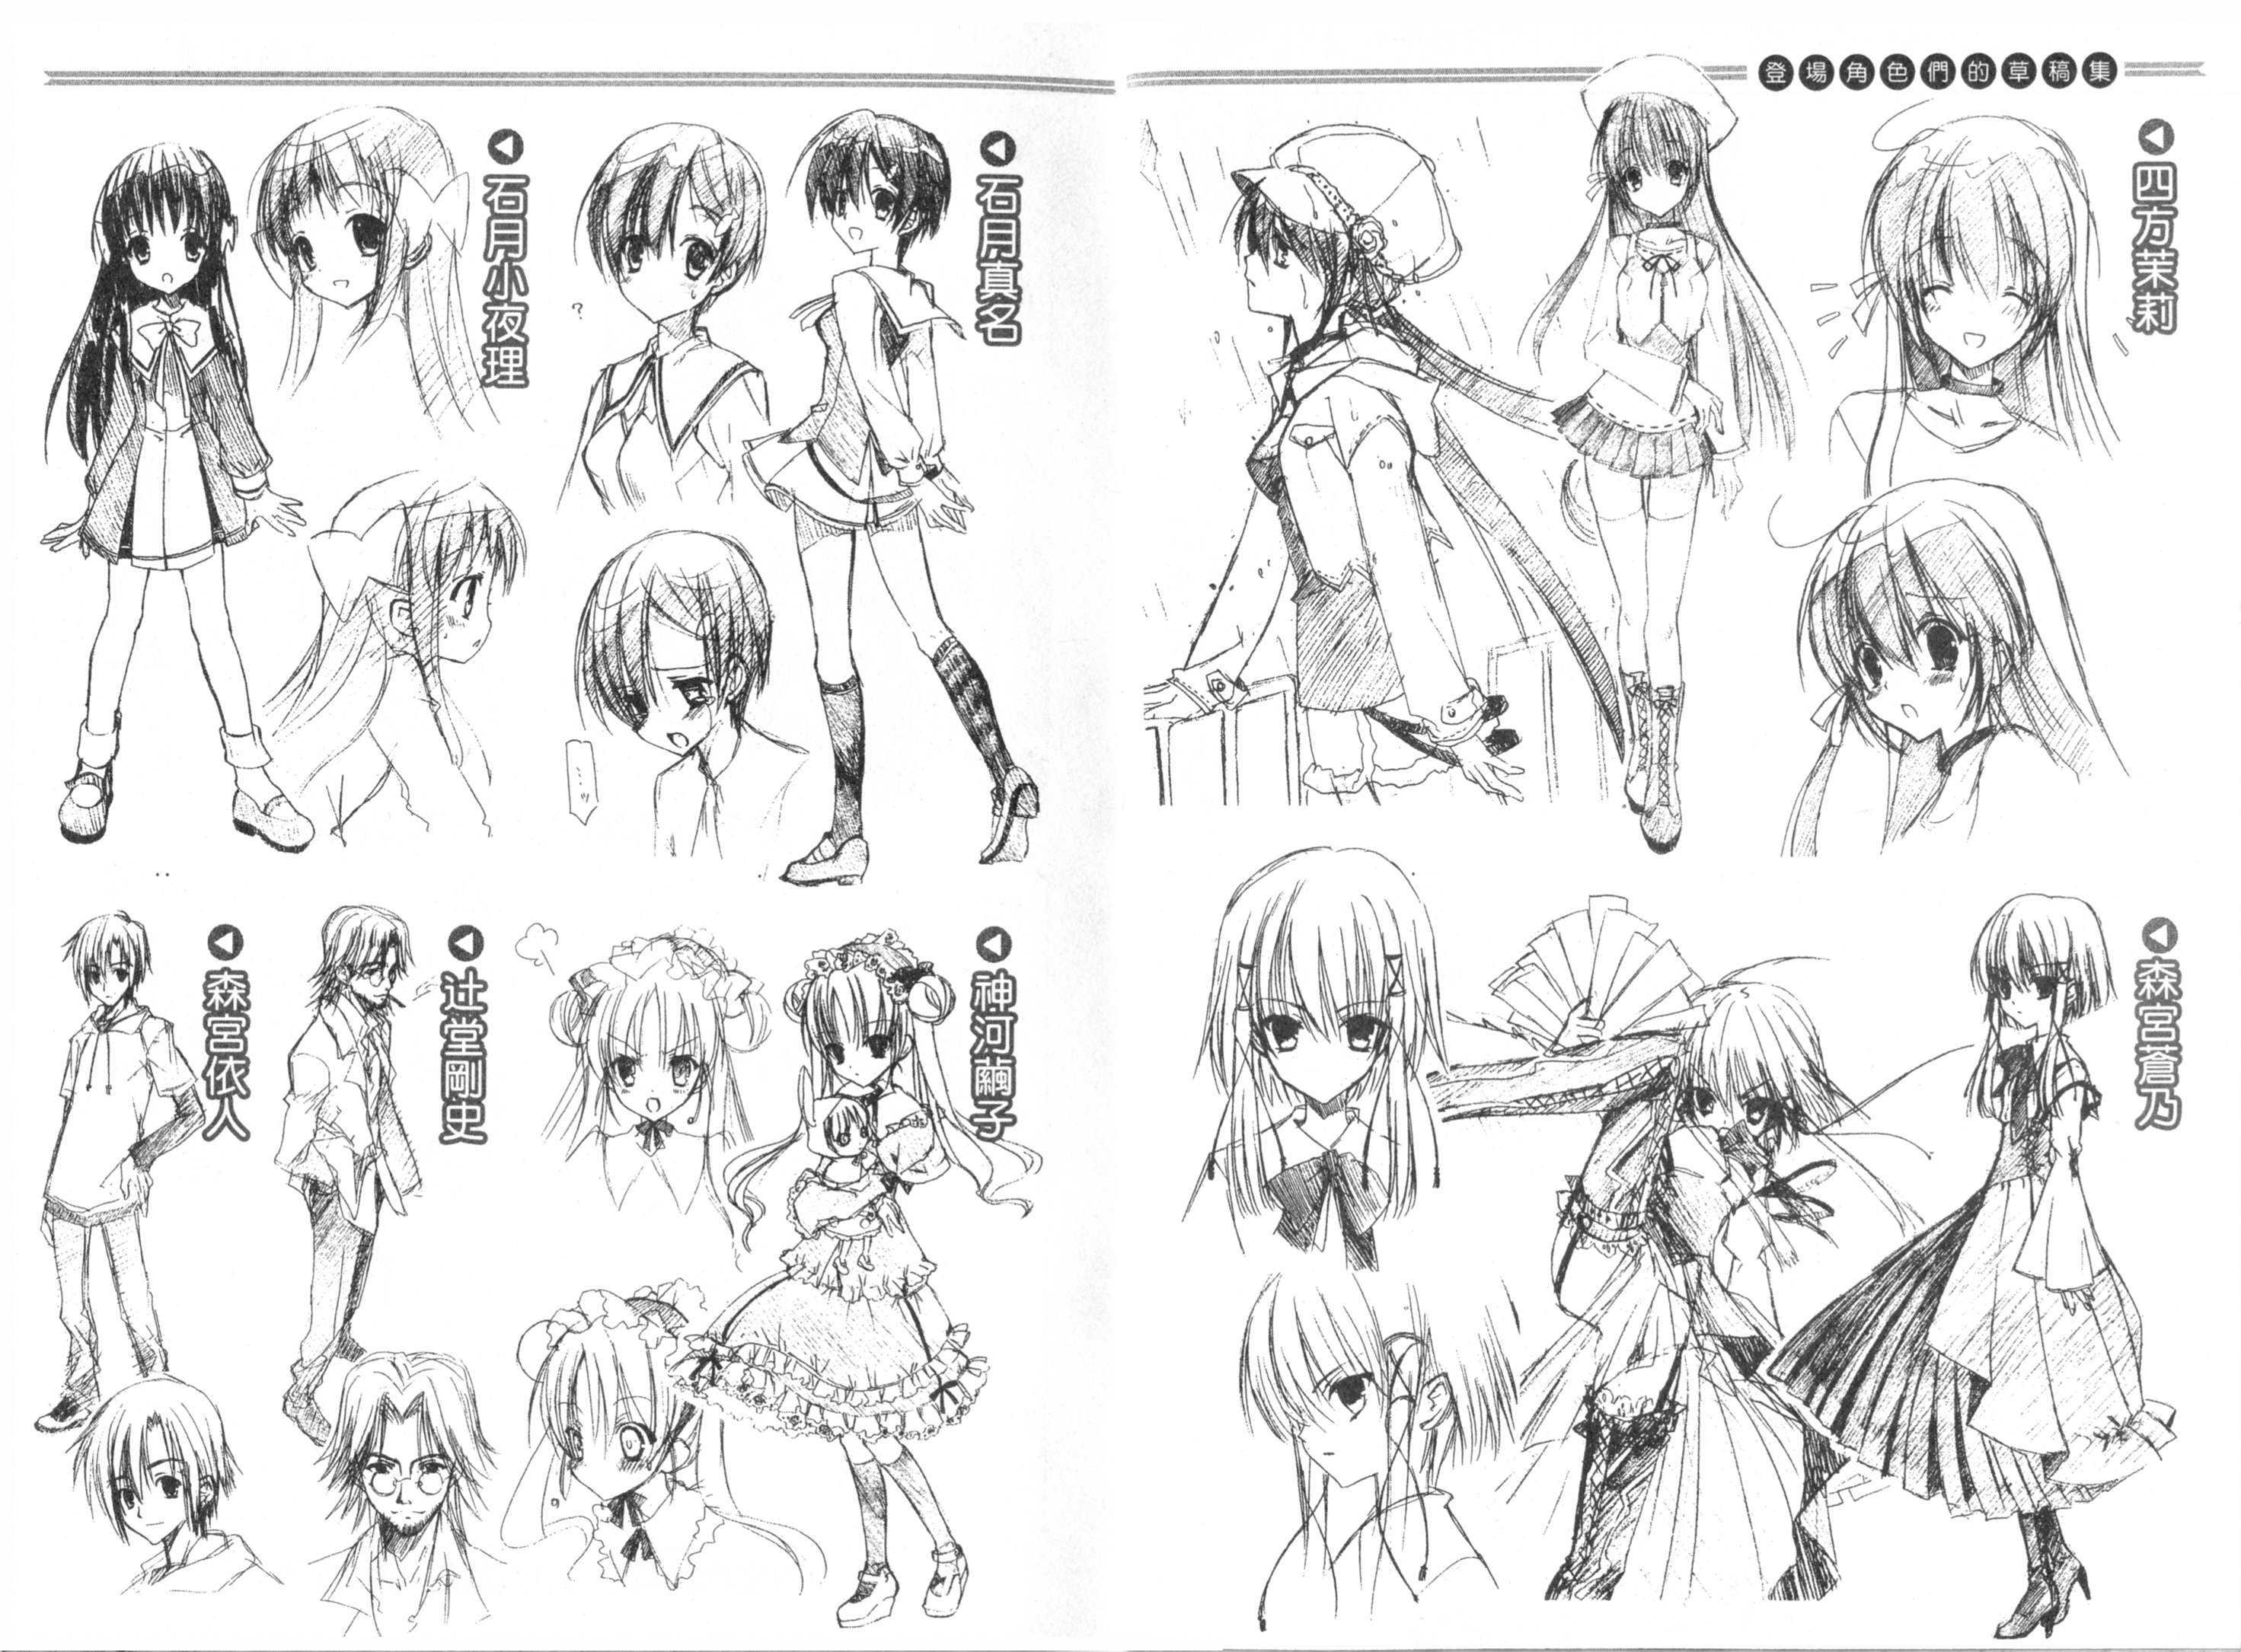 登場角色們的草稿集
四方茉莉
森宮蒼乃
石月真名
石月小夜理
神河繭子
辻堂剛史
森宮依人
?